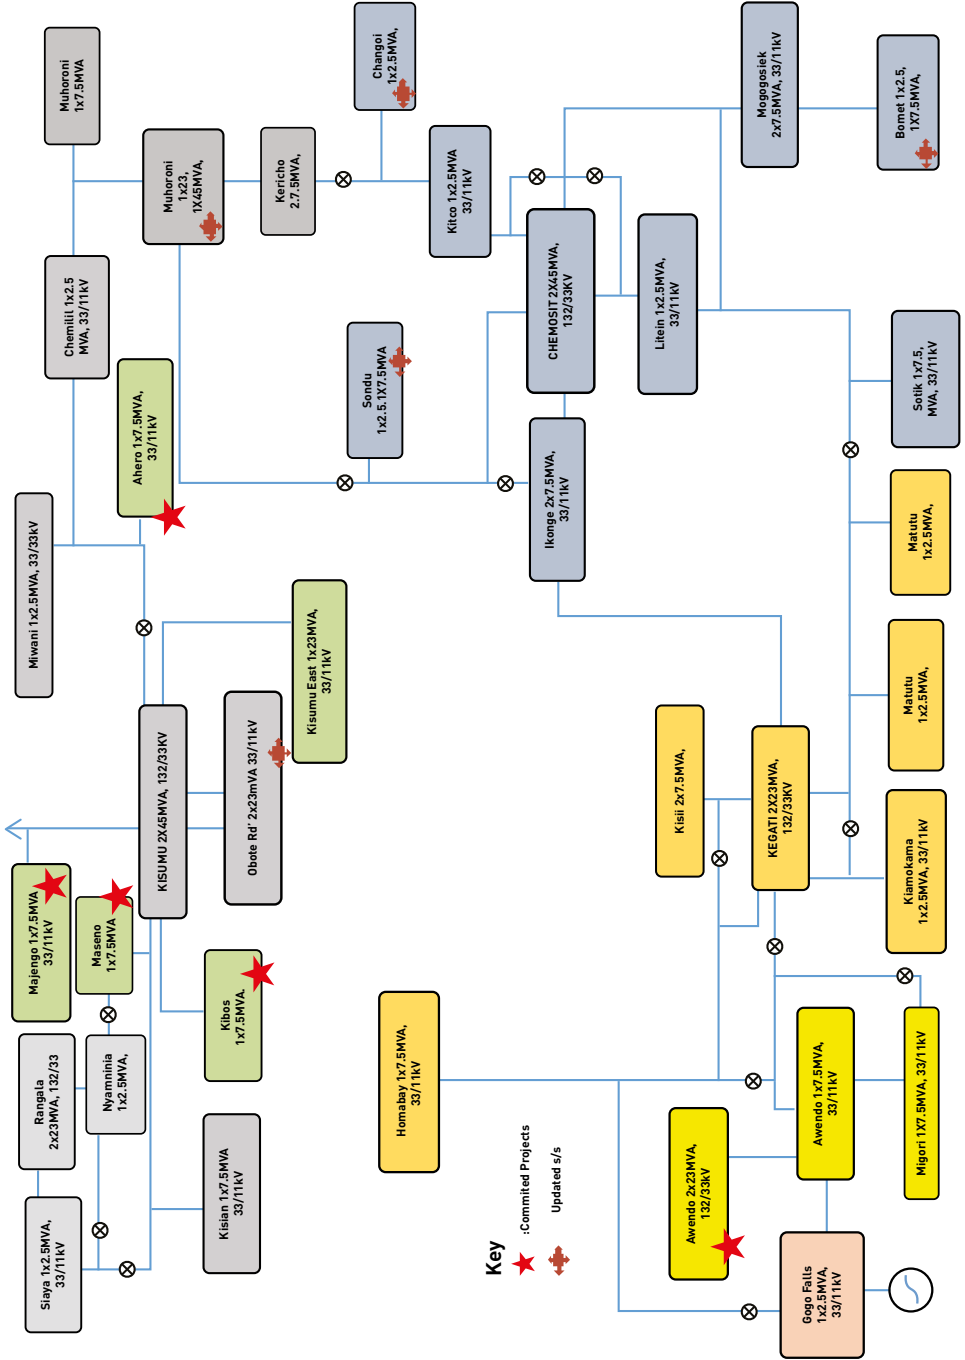 Muhoroni
1x7.5MVA
Muhoroni
1x23,
1X45MVA,
Kericho
2.7.5MVA,
Changoi
1x2.5MVA,
Kitco 1x2.5MVA
33/11kV
Mogogosiek
2x7.5MVA, 33/11kV
Bomet 1x2.5,
1X7.5MVA,
Chemilil 1x2.5
MVA, 33/11kV
Ahero 1x7.5MVA,
33/11kV
Sondu
1x2.5.1X7.5MVA
CHEMOSIT 2X45MVA,
132/33KV
Litein 1x2.5MVA,
33/11kV
Sotik 1x7.5,
MVA, 33/11kV
Miwani 1x2.5MVA, 33/33kV
Ikonge 2x7.5MVA,
33/11kV
Matutu
1x2.5MVA,
Kisumu East 1x23MVA,
33/11kV
Matutu
1x2.5MVA,
KISUMU 2X45MVA, 132/33KV
Obote Rd' 2x23mVA 33/11kV
Kisii 2x7.5MVA,
KEGATI 2X23MVA,
132/33KV
Kiamokama
1x2.5MVA, 33/11kV
Majengo 1x7.5MVA
33/11kV
Maseno
1x7.5MVA
Kibos
1x7.5MVA.
Rangala
2x23MVA, 132/33
Nyamninia
1x2.5MVA,
Homabay 1x7.5MVA,
33/11kV
Awendo 1x7.5MVA,
33/11kV
Migori 1X7.5MVA, 33/11kV
Siaya 1x2.5MVA,
33/11kV
Kisian 1x7.5MVA
33/11kV
Awendo 2x23MVA,
132/33kV
Gogo Falls
1x2.5MVA,
33/11kV
Key
:Commited Projects
Updated s/s